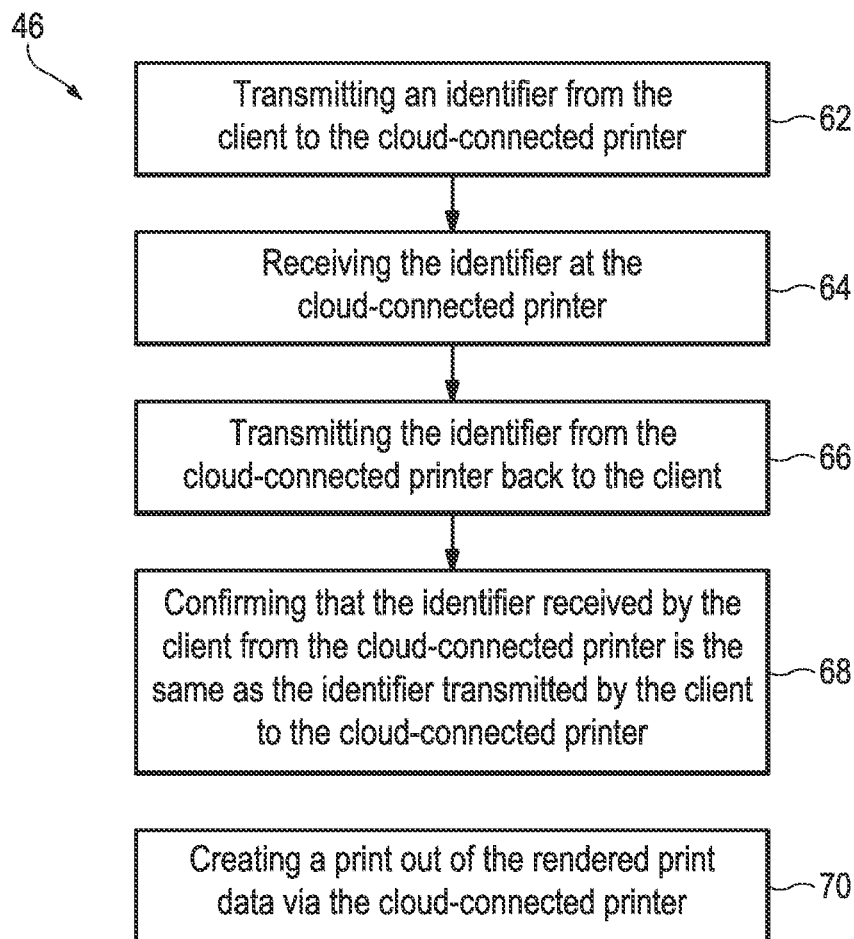 46
Transmitting an identifier from the
client to the cloud-connected printer
62
Receiving the identifier at the
cloud-connected printer
64
Transmitting the identifier from the
cloud-connected printer back to the client
66
Confirming that the identifier received by the
client from the cloud-connected printer is the
same as the identifier transmitted by the client
to the cloud-connected printer
68
Creating a print out of the rendered print
data via the cloud-connected printer
70